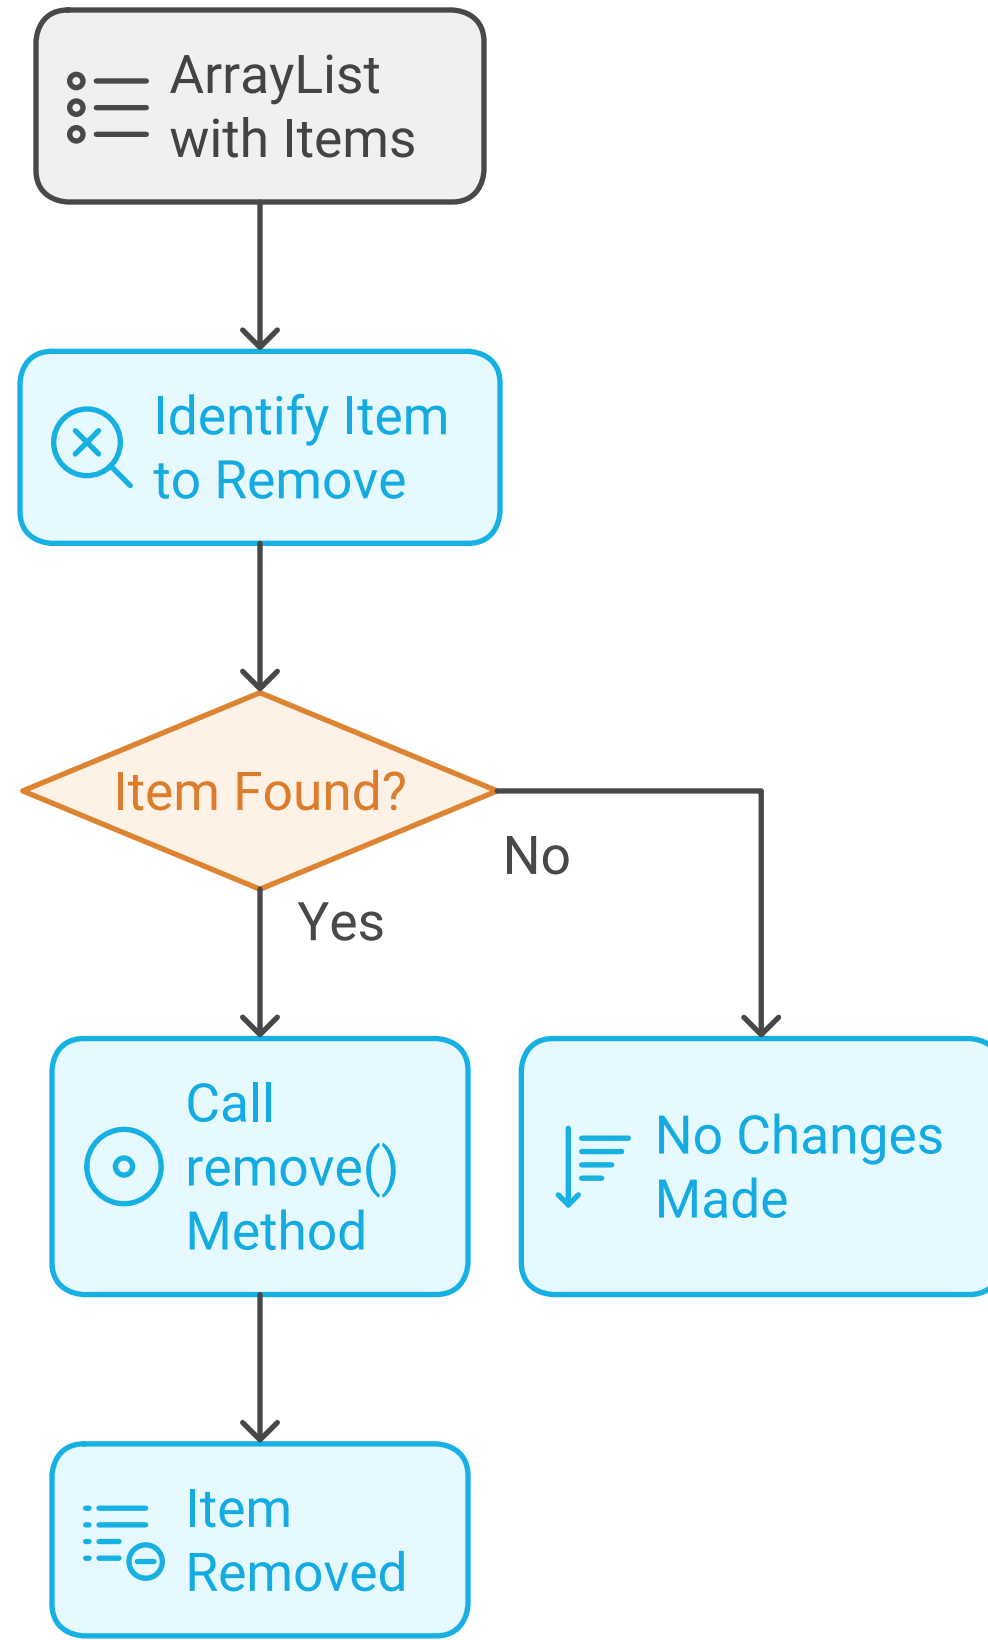 ArrayList
with Items
Identify Item
to Remove
Item Found?
No
Yes
Call
remove()
Method
No Changes
Made
Item
Removed